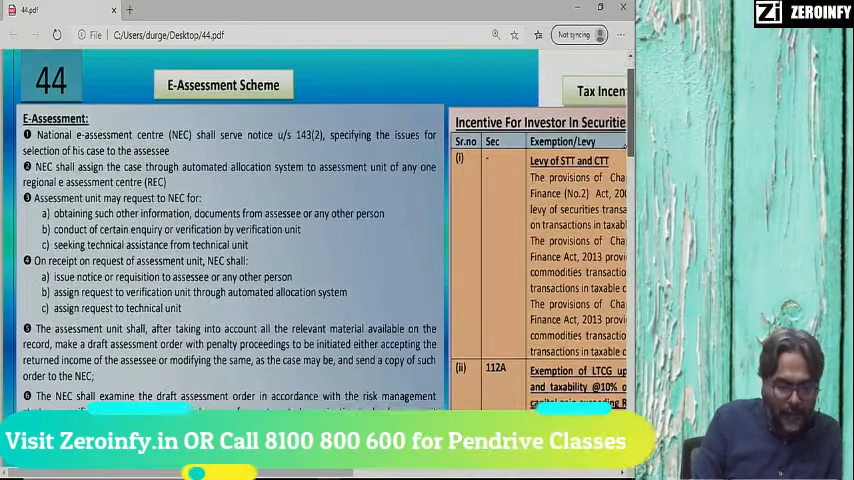 44.pdf
File | C:/Users/durge/Desktop/44.pdf
Not syncing
Zi ZEROINFY
44
E-Assessment Scheme
Tax Incen
E-Assessment:
❶ National e-assessment centre (NEC) shall serve notice u/s 143(2), specifying the issues for
selection of his case to the assessee
❷ NEC shall assign the case through automated allocation system to assessment unit of any one
regional e assessment centre (REC)
❸ Assessment unit may request to NEC for:
a) obtaining such other information, documents from assessee or any other person
b) conduct of certain enquiry or verification by verification unit
c) seeking technical assistance from technical unit
❹ On receipt on request of assessment unit, NEC shall:
a) issue notice or requisition to assessee or any other person
b) assign request to verification unit through automated allocation system
c) assign request to technical unit
❺ The assessment unit shall, after taking into account all the relevant material available on the
record, make a draft assessment order with penalty proceedings to be initiated either accepting the
returned income of the assessee or modifying the same, as the case may be, and send a copy of such
order to the NEC;
❻ The NEC shall examine the draft assessment order in accordance with the risk management
Incentive For Investor In Securitie
Sr.no Sec Exemption/Levy
(i) - Levy of STT and CTT
The provisions of Cha
Finance (No.2) Act, 200
levy of securities transa
on transactions in taxab
The provisions of Cha
Finance Act, 2013 provi
commodities transactio
transactions in taxable c
The provisions of Cha
Finance Act, 2013 provi
commodities transactio
transactions in taxable c
(ii) 112A Exemption of LTCG up
and taxability @10% o
capital gain exceeding R
Visit Zeroinfy.in OR Call 8100 800 600 for Pendrive Classes